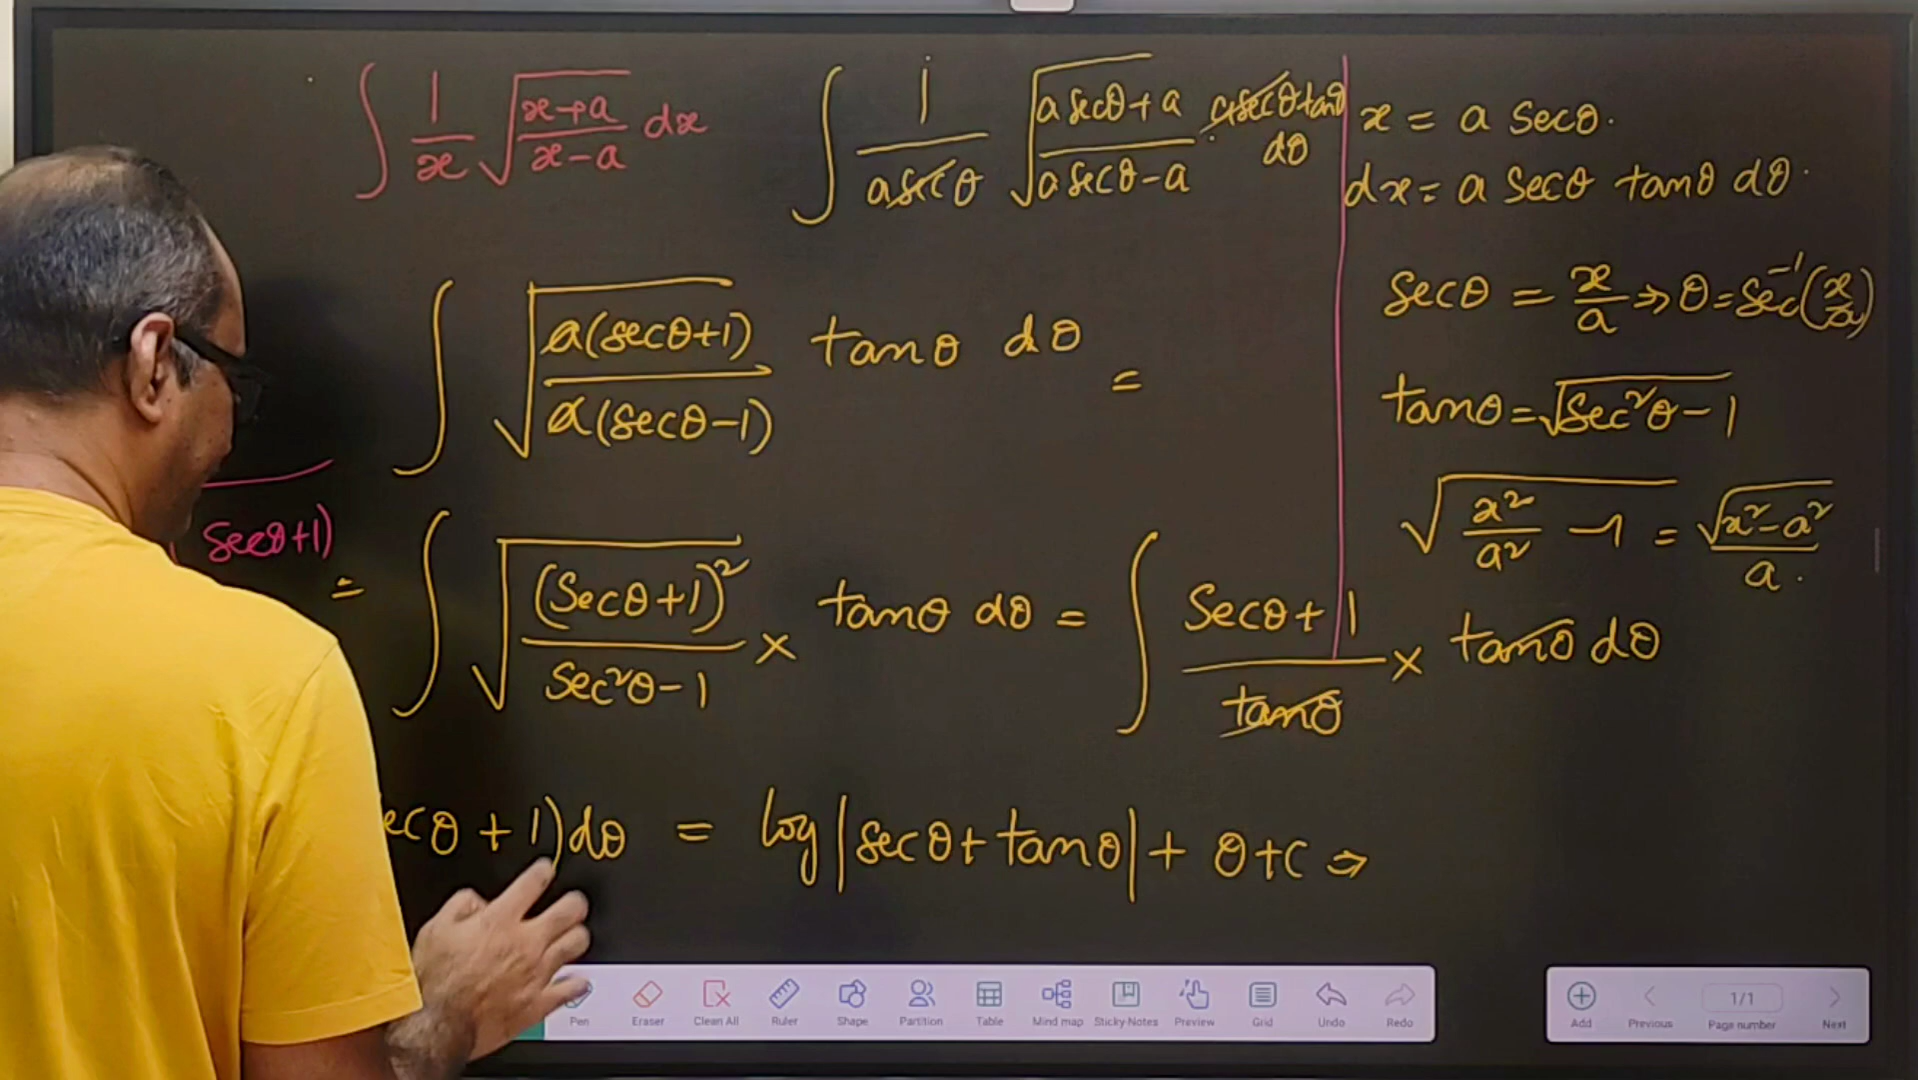 ∫ 1/x √((x+a)/(x-a)) dx
∫ 1/(a secθ) √((a secθ+a)/(a secθ-a)) · a secθ tanθ dθ
x = a secθ.
dx = a secθ tanθ dθ.
secθ = x/a ⇒ θ = sec⁻¹(x/a)
∫ √(a(secθ+1)/a(secθ-1)) tanθ dθ =
tanθ = √(sec²θ-1)
√(x²/a² - 1) = √(x²-a²)/a.
secθ+1)
= ∫ √((secθ+1)²/(sec²θ-1)) × tanθ dθ = ∫ (secθ+1)/tanθ × tanθ dθ
ecθ + 1)dθ = log|secθ+tanθ| + θ+c ⇒
Pen Eraser Clean All Ruler Shape Partition Table Mind map Sticky Notes Preview Grid Undo Redo
1/1
Add Previous Page number Next